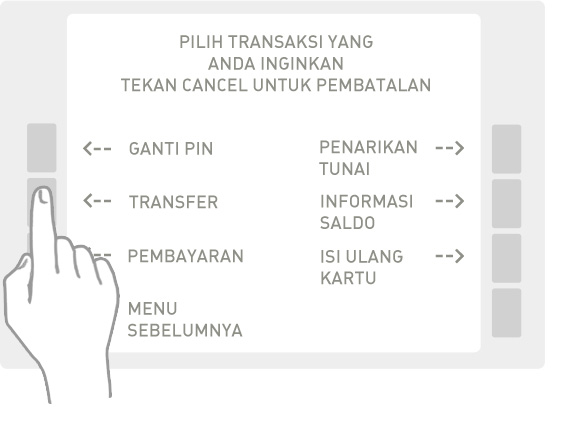 PILIH TRANSAKSI YANG
ANDA INGINKAN
TEKAN CANCEL UNTUK PEMBATALAN
<-- GANTI PIN
PENARIKAN -->
TUNAI
<-- TRANSFER
INFORMASI -->
SALDO
-- PEMBAYARAN
ISI ULANG -->
KARTU
MENU
SEBELUMNYA